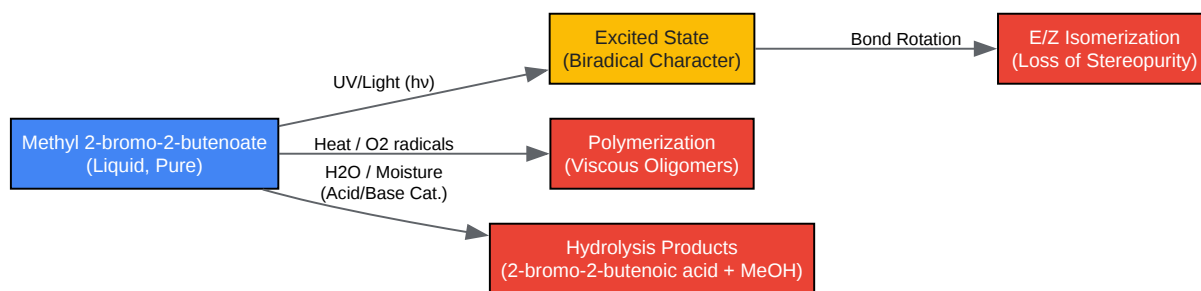 Excited State
(Biradical Character)
Bond Rotation
E/Z Isomerization
(Loss of Stereopurity)
UV/Light (hν)
Methyl 2-bromo-2-butenoate
(Liquid, Pure)
Heat / O2 radicals
Polymerization
(Viscous Oligomers)
H2O / Moisture
(Acid/Base Cat.)
Hydrolysis Products
(2-bromo-2-butenoic acid + MeOH)